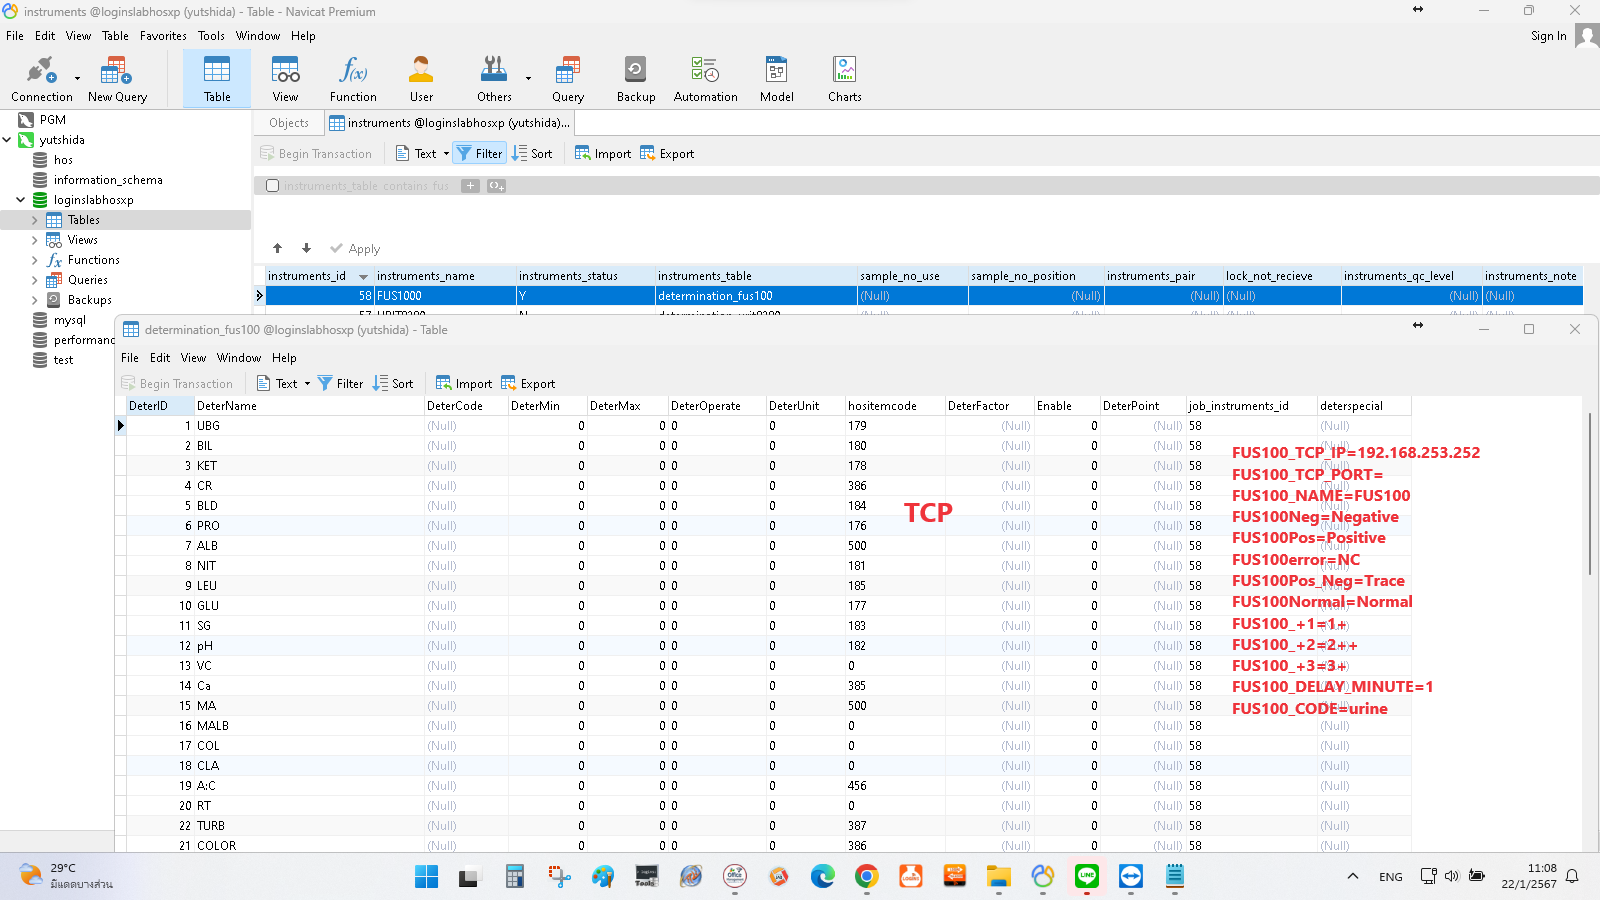 instruments @loginslabhosxp (yutshida) - Table - Navicat Premium
File Edit View Table Favorites Tools Window Help
Sign In
Connection New Query Table View Function User Others Query Backup Automation Model Charts
PGM
yutshida
hos
information_schema
loginslabhosxp
Tables
Views
Functions
Queries
Backups
mysql
performanc
test
Objects instruments @loginslabhosxp (yutshida)...
Begin Transaction Text Filter Sort Import Export
instruments_table contains fus
Apply
instruments_id instruments_name instruments_status instruments_table sample_no_use sample_no_position instruments_pair lock_not_recieve instruments_qc_level instruments_note
58 FUS1000 Y determination_fus100 (Null) (Null) (Null) (Null) (Null) (Null)
determination_fus100 @loginslabhosxp (yutshida) - Table
File Edit View Window Help
Begin Transaction Text Filter Sort Import Export
DeterID DeterName DeterCode DeterMin DeterMax DeterOperate DeterUnit hositemcode DeterFactor Enable DeterPoint job_instruments_id deterspecial
1 UBG (Null) 0 0 0 0 179 (Null) 0 (Null) 58 (Null)
2 BIL (Null) 0 0 0 0 180 (Null) 0 (Null) 58
3 KET (Null) 0 0 0 0 178 (Null) 0 (Null) 58
4 CR (Null) 0 0 0 0 386 (Null) 0 (Null) 58
5 BLD (Null) 0 0 0 0 184 (Null) 0 (Null) 58
6 PRO (Null) 0 0 0 0 176 (Null) 0 (Null) 58
7 ALB (Null) 0 0 0 0 500 (Null) 0 (Null) 58
8 NIT (Null) 0 0 0 0 181 (Null) 0 (Null) 58
9 LEU (Null) 0 0 0 0 185 (Null) 0 (Null) 58
10 GLU (Null) 0 0 0 0 177 (Null) 0 (Null) 58
11 SG (Null) 0 0 0 0 183 (Null) 0 (Null) 58
12 pH (Null) 0 0 0 0 182 (Null) 0 (Null) 58
13 VC (Null) 0 0 0 0 0 (Null) 0 (Null) 58
14 Ca (Null) 0 0 0 0 385 (Null) 0 (Null) 58
15 MA (Null) 0 0 0 0 500 (Null) 0 (Null) 58
16 MALB (Null) 0 0 0 0 0 (Null) 0 (Null) 58 (Null)
17 COL (Null) 0 0 0 0 0 (Null) 0 (Null) 58 (Null)
18 CLA (Null) 0 0 0 0 0 (Null) 0 (Null) 58 (Null)
19 A:C (Null) 0 0 0 0 456 (Null) 0 (Null) 58 (Null)
20 RT (Null) 0 0 0 0 0 (Null) 0 (Null) 58 (Null)
22 TURB (Null) 0 0 0 0 387 (Null) 0 (Null) 58 (Null)
21 COLOR (Null) 0 0 0 0 386 (Null) 0 (Null) 58 (Null)
TCP
FUS100_TCP_IP=192.168.253.252
FUS100_TCP_PORT=
FUS100_NAME=FUS100
FUS100Neg=Negative
FUS100Pos=Positive
FUS100error=NC
FUS100Pos_Neg=Trace
FUS100Normal=Normal
FUS100_+1=1+
FUS100_+2=2++
FUS100_+3=3+
FUS100_DELAY_MINUTE=1
FUS100_CODE=urine
29°C
มีแดดบางส่วน
ENG
11:08
22/1/2567